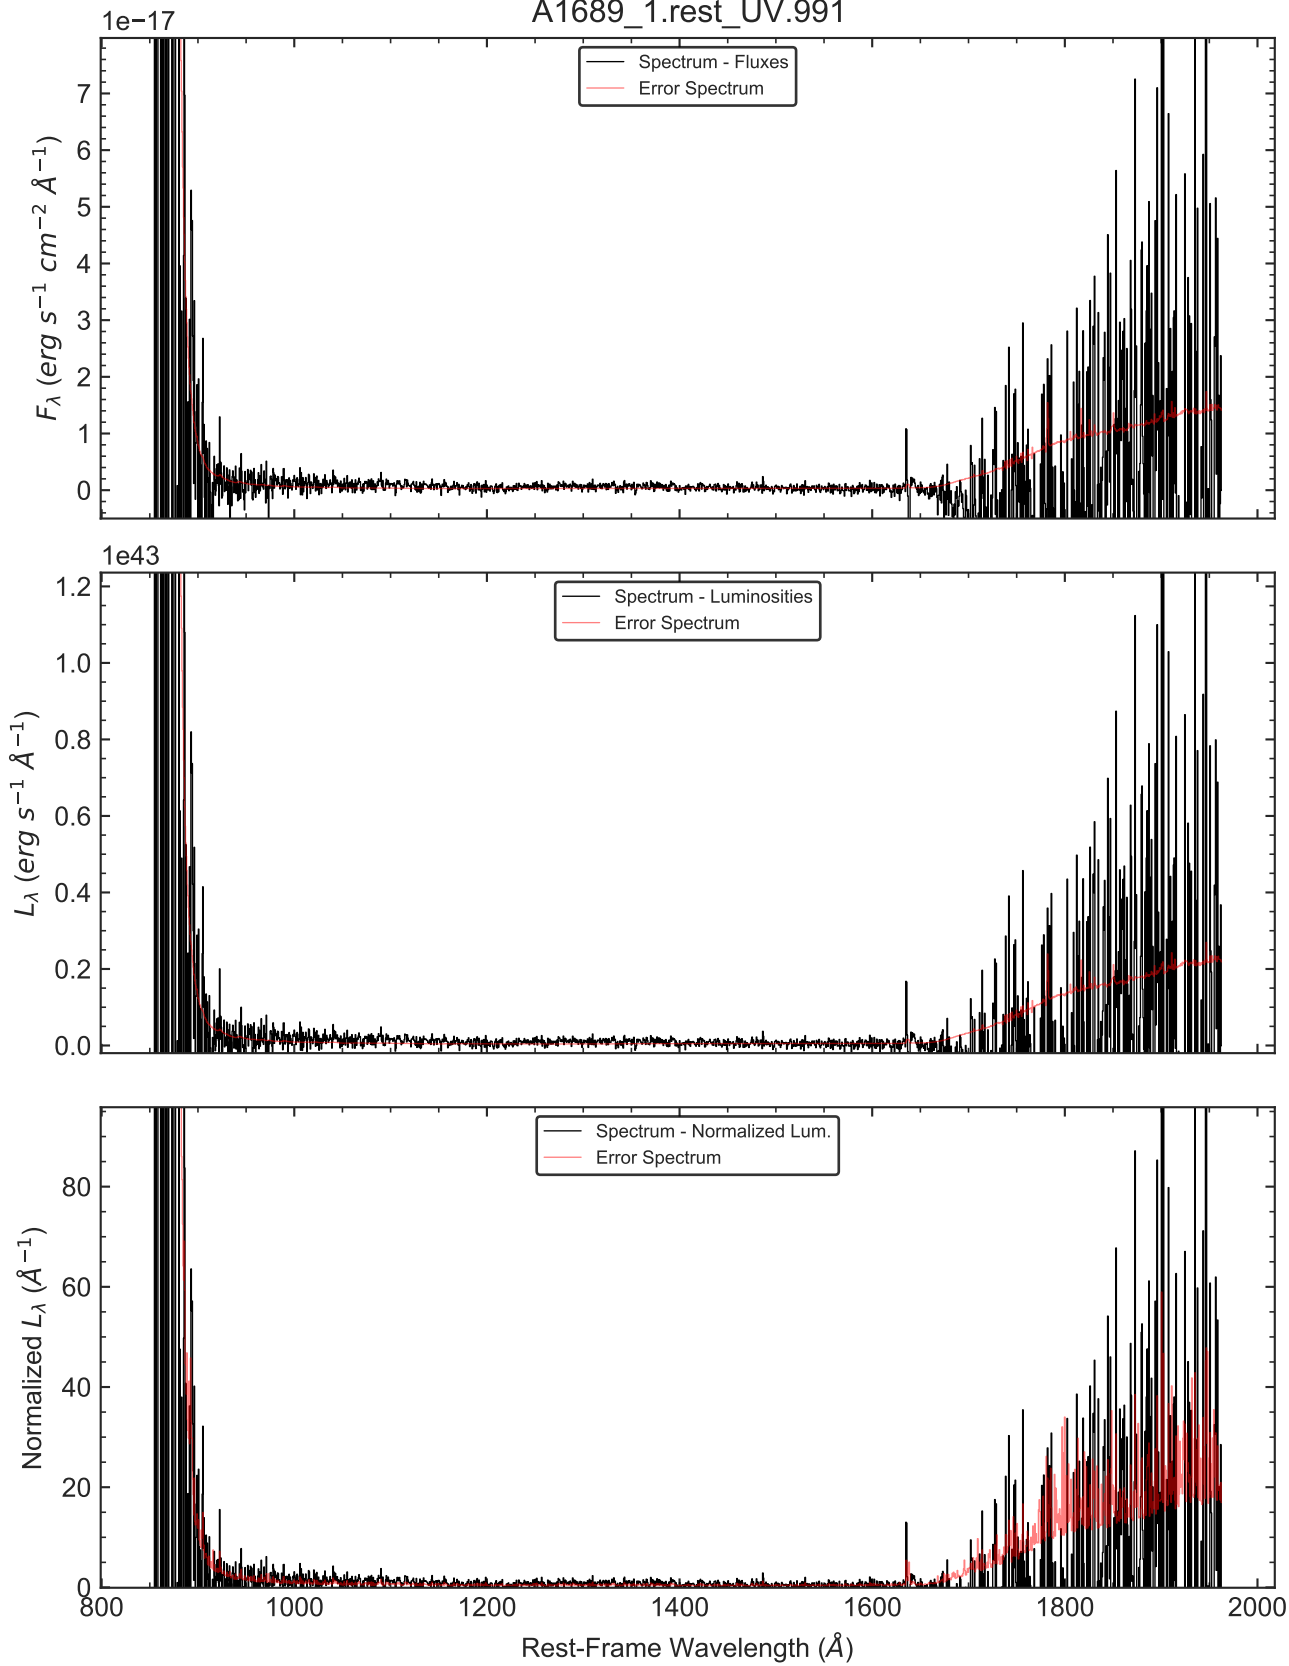 A1689_1.rest_UV.991
1e−17
Spectrum - Fluxes
Error Spectrum
7
6
5
4
3
2
1
0
F_λ (erg s⁻¹ cm⁻² Å⁻¹)
1e43
Spectrum - Luminosities
Error Spectrum
1.2
1.0
0.8
0.6
0.4
0.2
0.0
L_λ (erg s⁻¹ Å⁻¹)
Spectrum - Normalized Lum.
Error Spectrum
80
60
40
20
0
Normalized L_λ (Å⁻¹)
800 1000 1200 1400 1600 1800 2000
Rest-Frame Wavelength (Å)